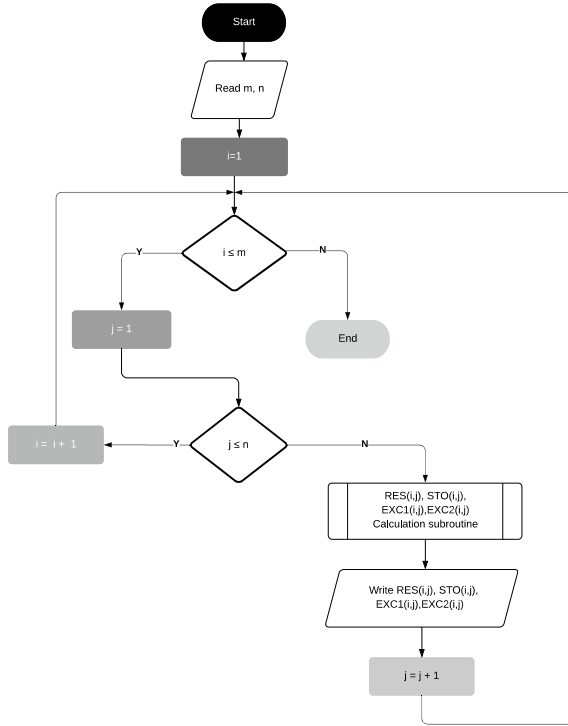 Start
Read m, n
i=1
i ≤ m
Y
N
j = 1
End
j ≤ n
Y
N
i = i + 1
RES(i,j), STO(i,j),
EXC1(i,j),EXC2(i,j)
Calculation subroutine
Write RES(i,j), STO(i,j),
EXC1(i,j),EXC2(i,j)
j = j + 1